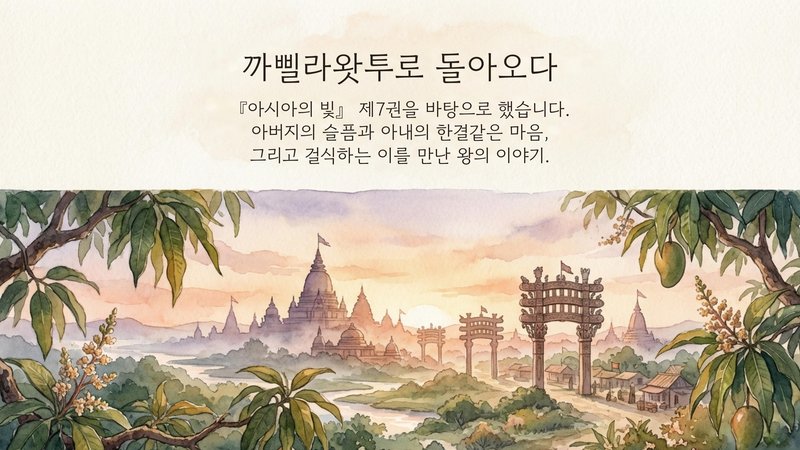 까삘라왓투로 돌아오다
『아시아의 빛』 제7권을 바탕으로 했습니다.
아버지의 슬픔과 아내의 한결같은 마음,
그리고 걸식하는 이를 만난 왕의 이야기.